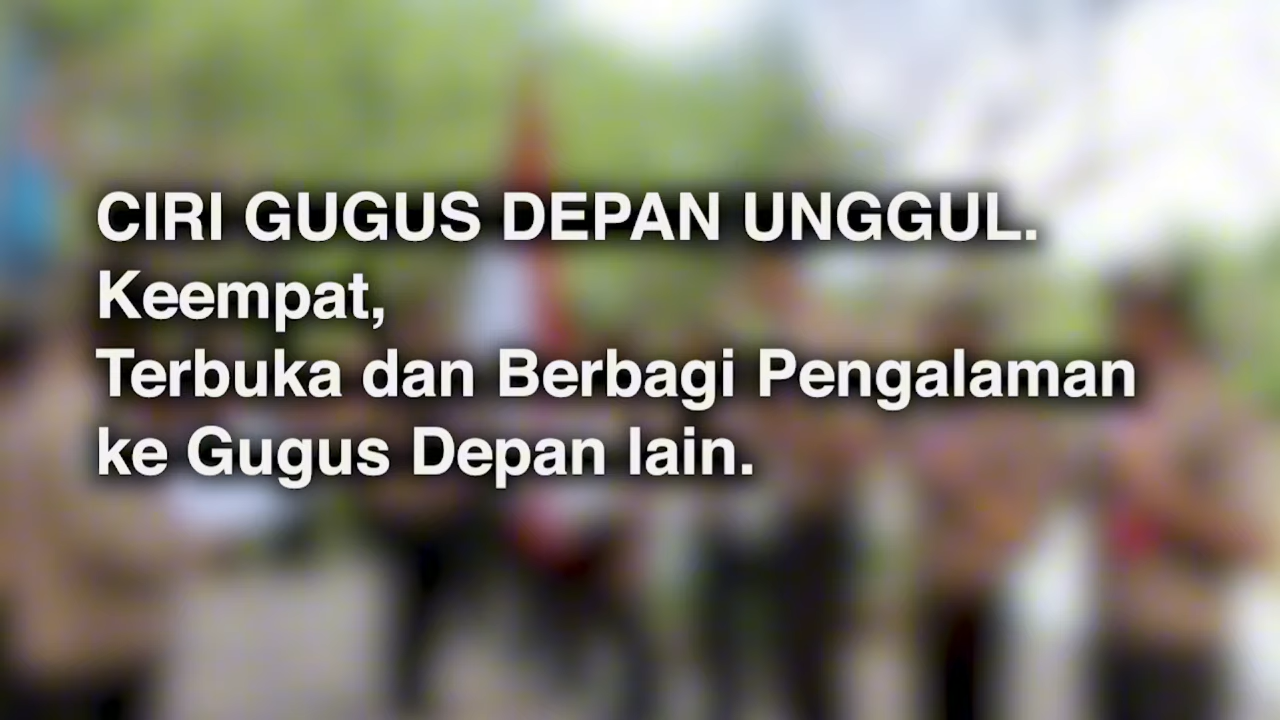 CIRI GUGUS DEPAN UNGGUL.
Keempat,
Terbuka dan Berbagi Pengalaman
ke Gugus Depan lain.